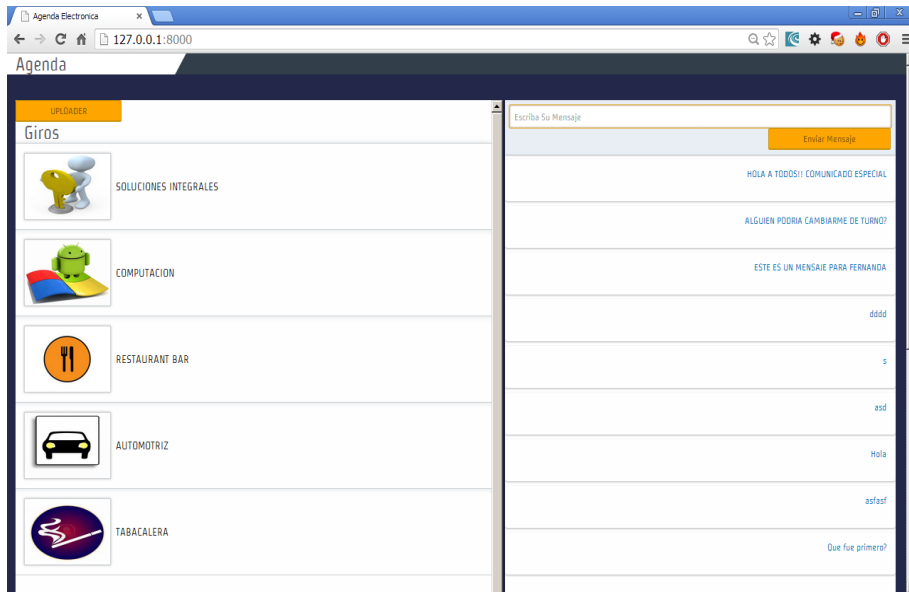 Agenda Electronica
127.0.0.1:8000
Agenda
UPLOADER
Giros
SOLUCIONES INTEGRALES
COMPUTACION
RESTAURANT BAR
AUTOMOTRIZ
TABACALERA
Escriba Su Mensaje
Enviar Mensaje
HOLA A TODOS!! COMUNICADO ESPECIAL
ALGUIEN PODRIA CAMBIARME DE TURNO?
ESTE ES UN MENSAJE PARA FERNANDA
dddd
s
asd
Hola
asfasf
Que fue primero?